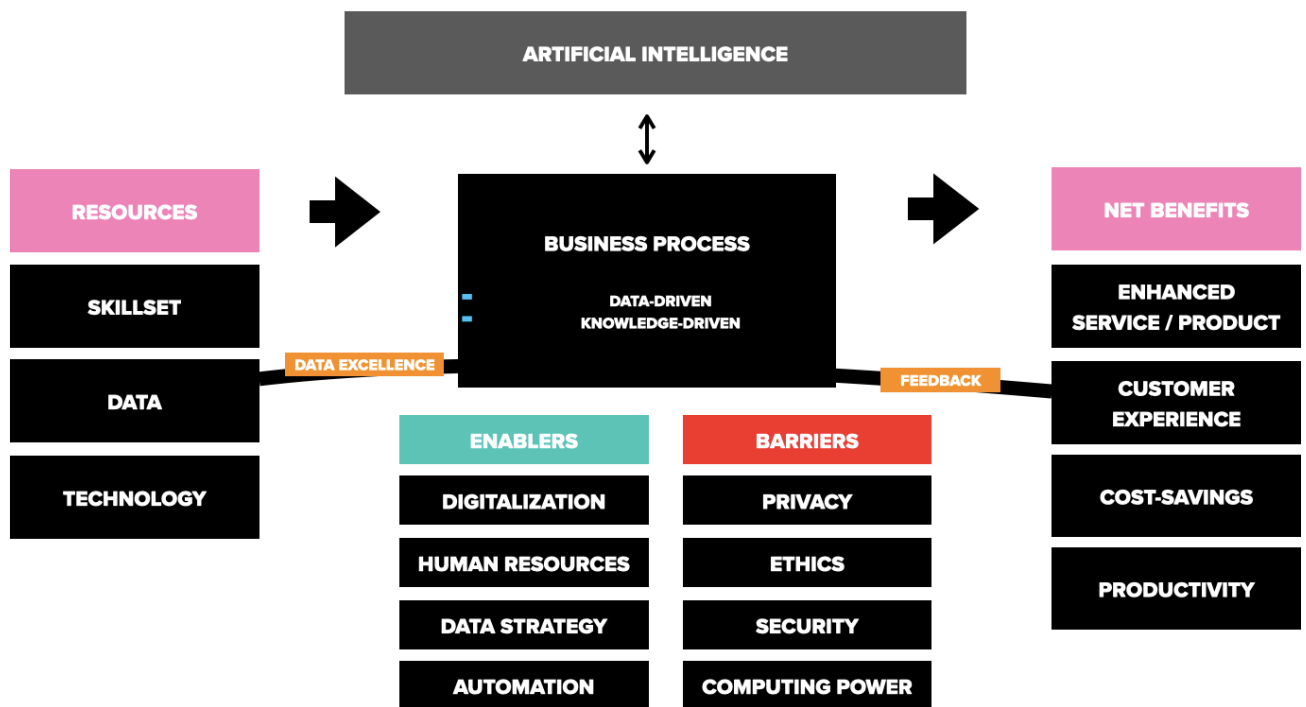 ARTIFICIAL INTELLIGENCE
RESOURCES
SKILLSET
DATA
TECHNOLOGY
DATA EXCELLENCE
BUSINESS PROCESS
DATA-DRIVEN
KNOWLEDGE-DRIVEN
FEEDBACK
ENABLERS
DIGITALIZATION
HUMAN RESOURCES
DATA STRATEGY
AUTOMATION
BARRIERS
PRIVACY
ETHICS
SECURITY
COMPUTING POWER
NET BENEFITS
ENHANCED
SERVICE / PRODUCT
CUSTOMER
EXPERIENCE
COST-SAVINGS
PRODUCTIVITY